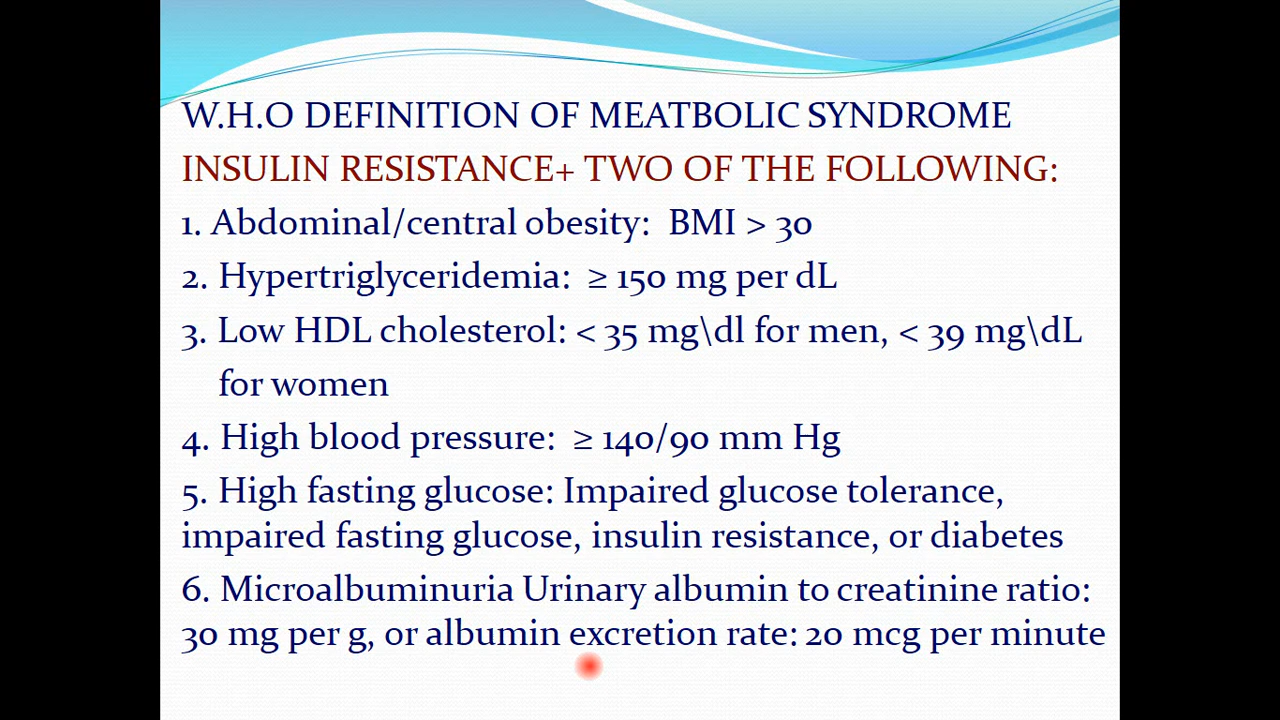 W.H.O DEFINITION OF MEATBOLIC SYNDROME
INSULIN RESISTANCE+ TWO OF THE FOLLOWING:
1. Abdominal/central obesity:  BMI > 30
2. Hypertriglyceridemia:  ≥ 150 mg per dL
3. Low HDL cholesterol: < 35 mg\dl for men, < 39 mg\dL
for women
4. High blood pressure:  ≥ 140/90 mm Hg
5. High fasting glucose: Impaired glucose tolerance,
impaired fasting glucose, insulin resistance, or diabetes
6. Microalbuminuria Urinary albumin to creatinine ratio:
30 mg per g, or albumin excretion rate: 20 mcg per minute